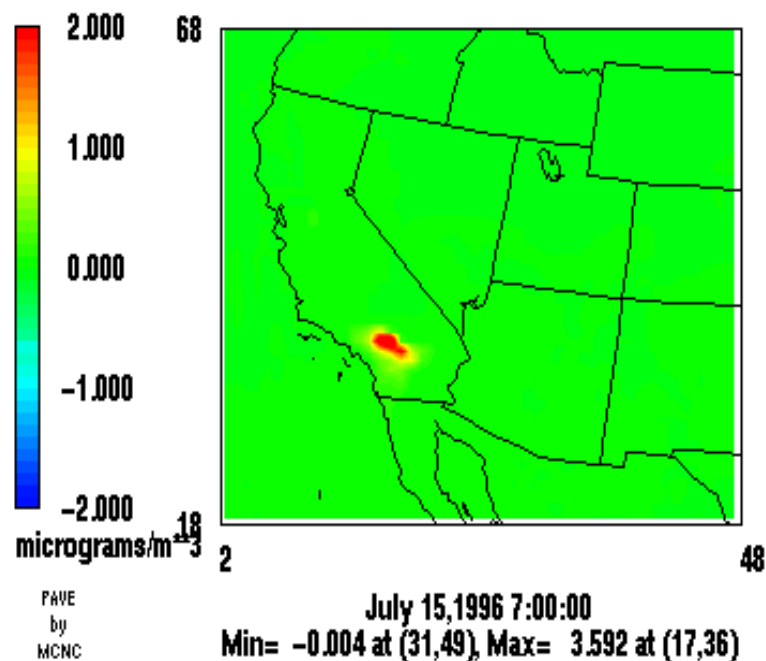 2.000
1.000
0.000
-1.000
-2.000
micrograms/m**3
68
18
2
48
PAVE
by
MCNC
July 15,1996 7:00:00
Min= -0.004 at (31,49), Max= 3.592 at (17,36)